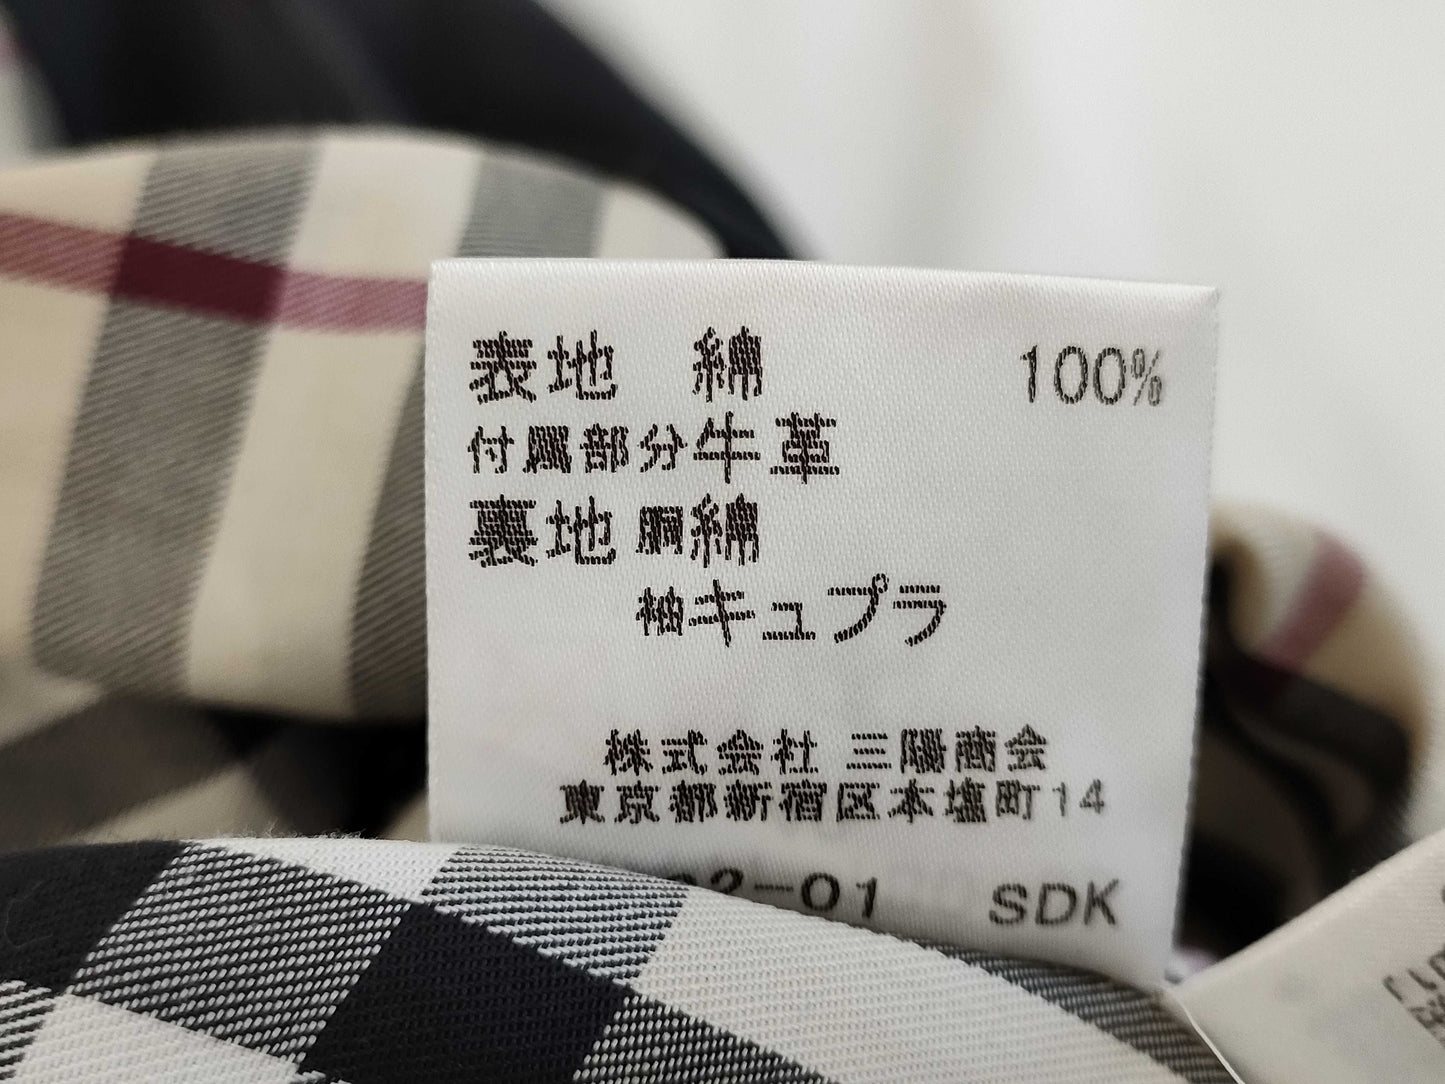 表地 綿 100%
付属部分牛革
裏地 胴綿
袖キュプラ
株式会社 三陽商会
東京都新宿区本塩町14
02-01 SDK